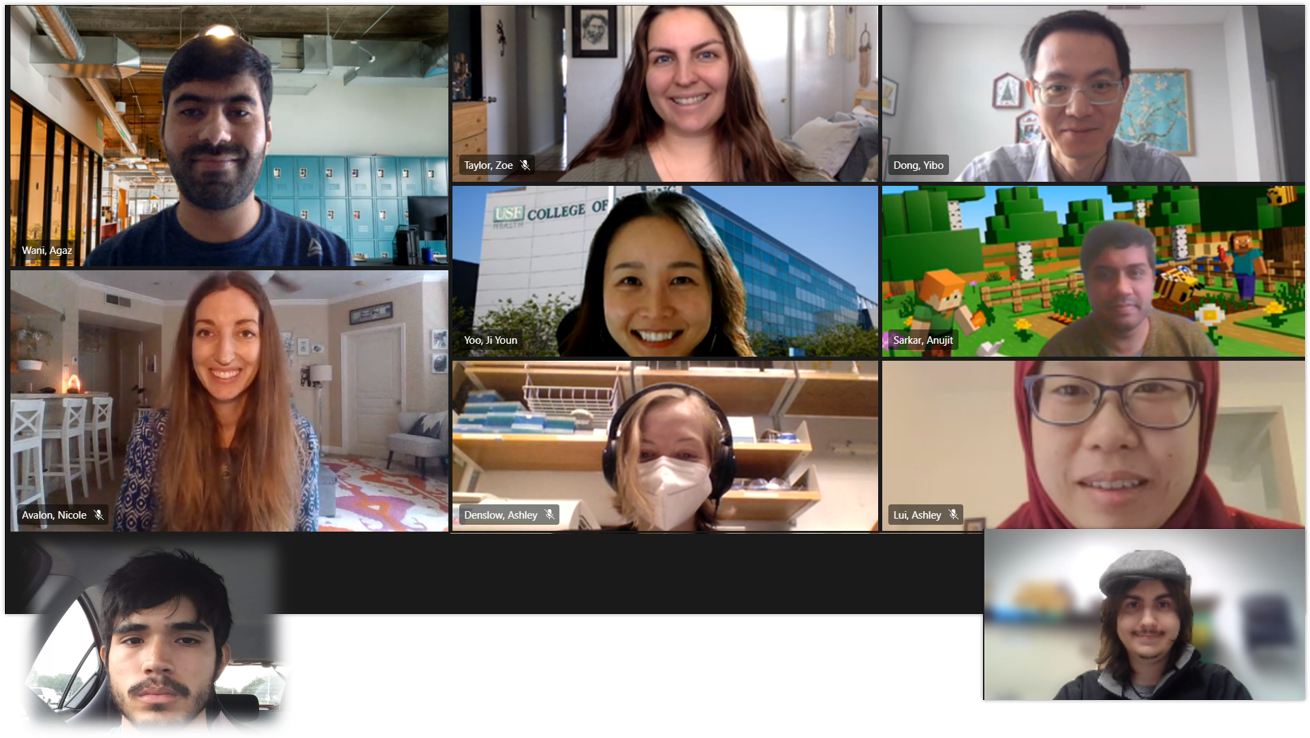 Taylor, Zoe
Dong, Yibo
Wani, Agaz
USF
HEALTH
COLLEGE OF
Yoo, Ji Youn
Sarkar, Anujit
Avalon, Nicole
Denslow, Ashley
Lui, Ashley